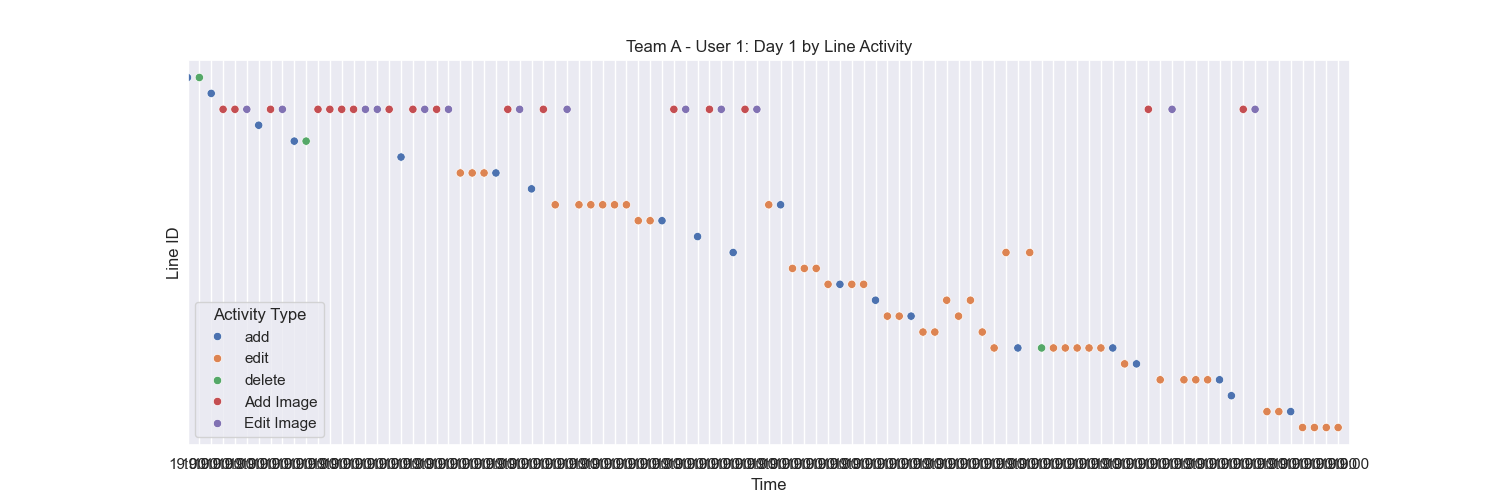 Team A - User 1: Day 1 by Line Activity
Line ID
Activity Type
add
edit
delete
Add Image
Edit Image
Time